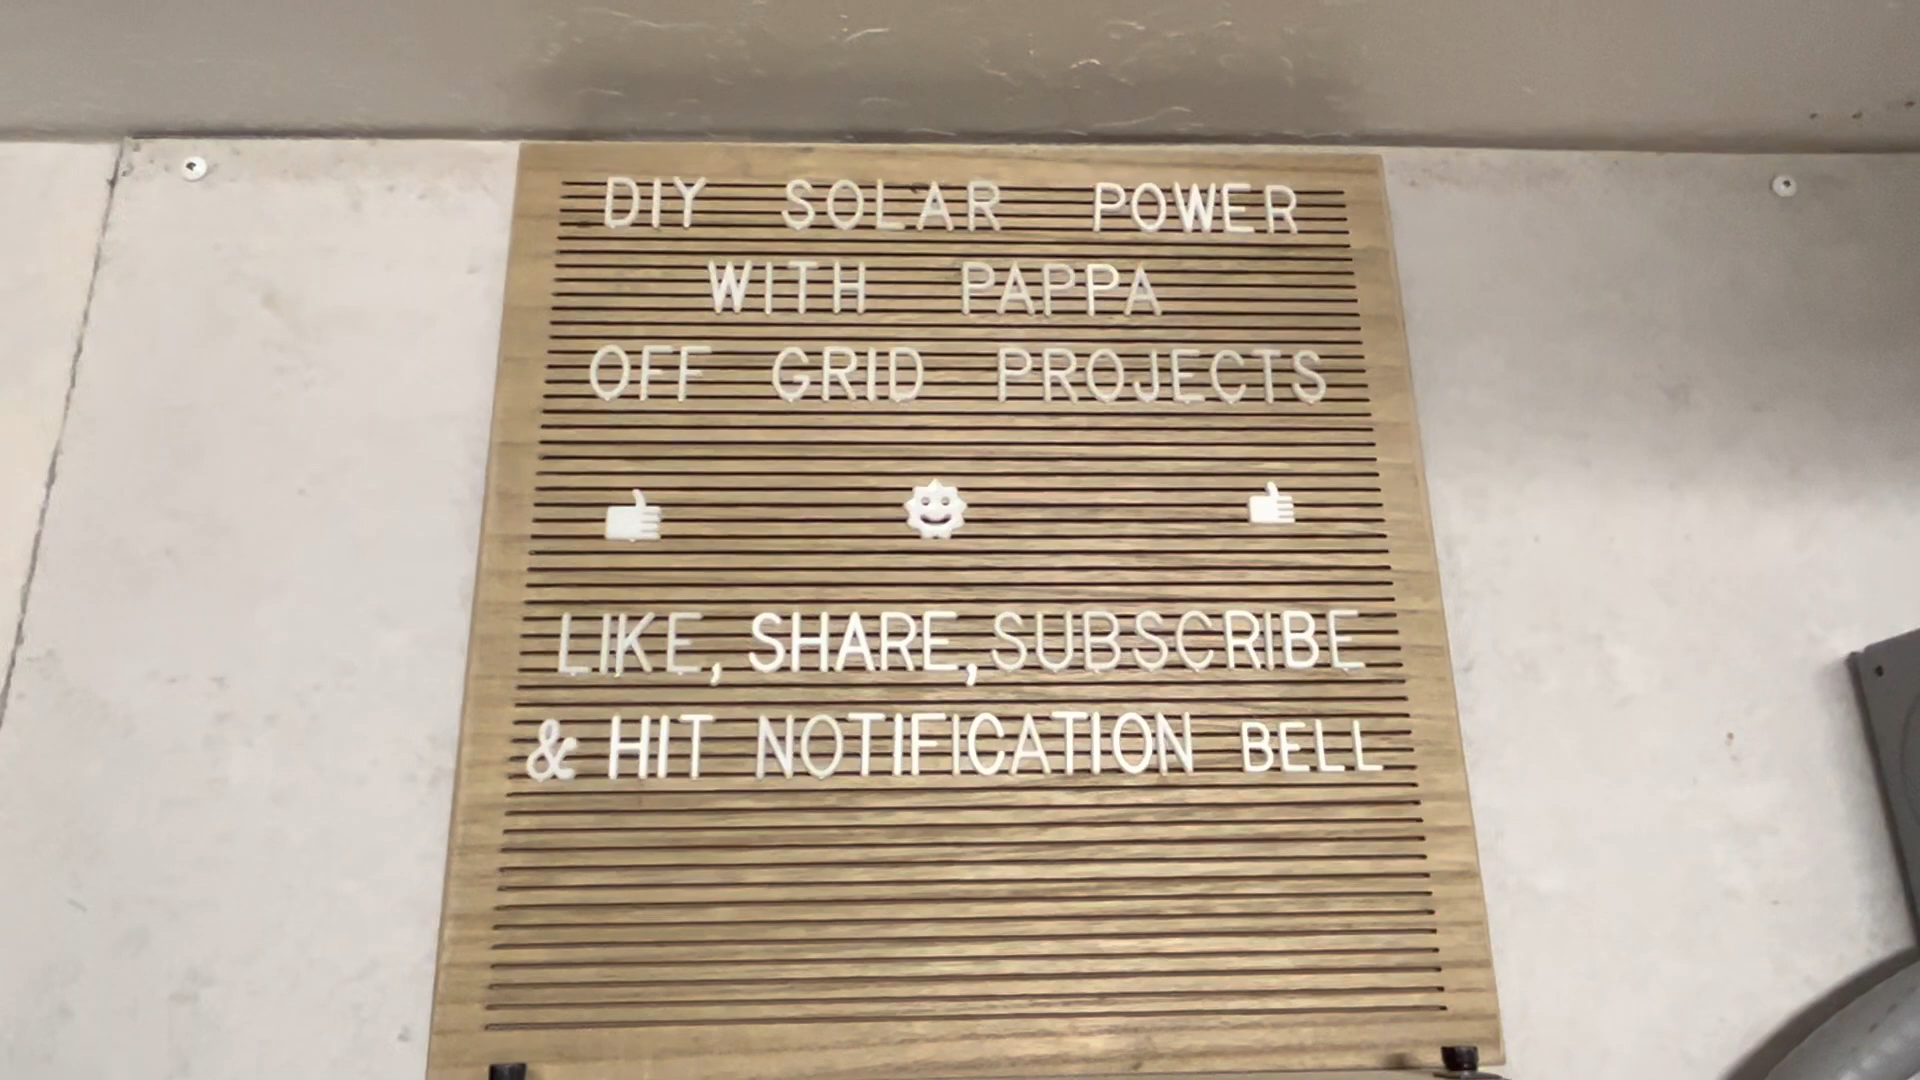 DIY SOLAR POWER
WITH PAPPA
OFF GRID PROJECTS
LIKE, SHARE, SUBSCRIBE
& HIT NOTIFICATION BELL